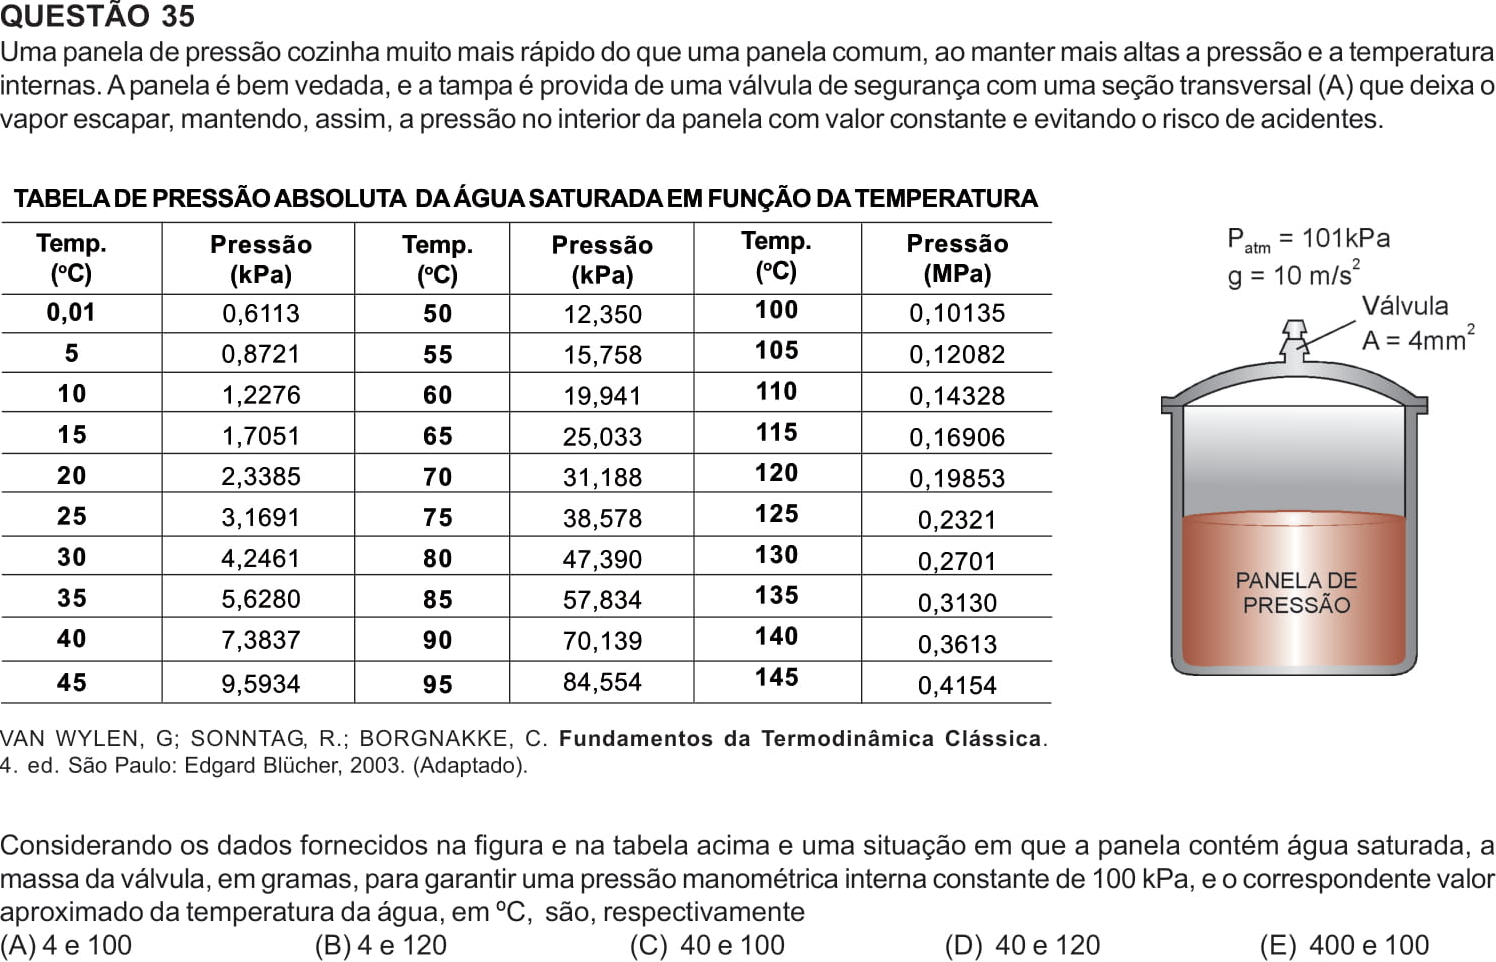 QUESTÃO 35
Uma panela de pressão cozinha muito mais rápido do que uma panela comum, ao manter mais altas a pressão e a temperatura
internas. A panela é bem vedada, e a tampa é provida de uma válvula de segurança com uma seção transversal (A) que deixa o
vapor escapar, mantendo, assim, a pressão no interior da panela com valor constante e evitando o risco de acidentes.
TABELA DE PRESSÃO ABSOLUTA DA ÁGUA SATURADA EM FUNÇÃO DA TEMPERATURA
Temp. Pressão Temp. Pressão Temp. Pressão
(ºC) (kPa) (ºC) (kPa) (ºC) (MPa)
0,01 0,6113 50 12,350 100 0,10135
5 0,8721 55 15,758 105 0,12082
10 1,2276 60 19,941 110 0,14328
15 1,7051 65 25,033 115 0,16906
20 2,3385 70 31,188 120 0,19853
25 3,1691 75 38,578 125 0,2321
30 4,2461 80 47,390 130 0,2701
35 5,6280 85 57,834 135 0,3130
40 7,3837 90 70,139 140 0,3613
45 9,5934 95 84,554 145 0,4154
P atm = 101kPa
g = 10 m/s²
Válvula
A = 4mm²
PANELA DE
PRESSÃO
VAN WYLEN, G; SONNTAG, R.; BORGNAKKE, C. Fundamentos da Termodinâmica Clássica.
4. ed. São Paulo: Edgard Blücher, 2003. (Adaptado).
Considerando os dados fornecidos na figura e na tabela acima e uma situação em que a panela contém água saturada, a
massa da válvula, em gramas, para garantir uma pressão manométrica interna constante de 100 kPa, e o correspondente valor
aproximado da temperatura da água, em ºC, são, respectivamente
(A) 4 e 100 (B) 4 e 120 (C) 40 e 100 (D) 40 e 120 (E) 400 e 100